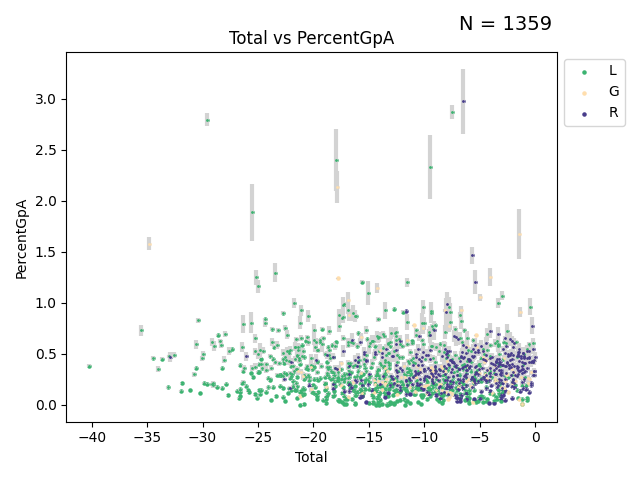 N = 1359
Total vs PercentGpA
L
G
R
PercentGpA
3.0
2.5
2.0
1.5
1.0
0.5
0.0
−40 −35 −30 −25 −20 −15 −10 −5 0
Total